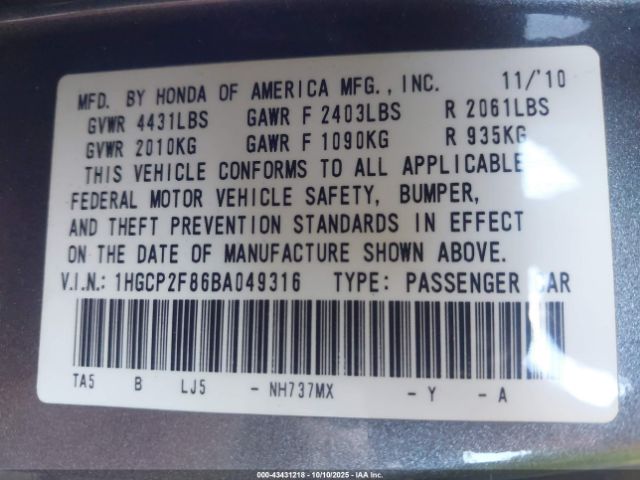 MFD. BY HONDA OF AMERICA MFG., INC. 11/'10
GVWR 4431LBS GAWR F 2403LBS R 2061LBS
GVWR 2010KG GAWR F 1090KG R 935KG
THIS VEHICLE CONFORMS TO ALL APPLICABLE
FEDERAL MOTOR VEHICLE SAFETY, BUMPER,
AND THEFT PREVENTION STANDARDS IN EFFECT
ON THE DATE OF MANUFACTURE SHOWN ABOVE.
V.I.N.: 1HGCP2F86BA049316 TYPE: PASSENGER CAR
TA5 B LJ5 - NH737MX - Y - A
000-43431218 - 10/10/2025 - IAA Inc.